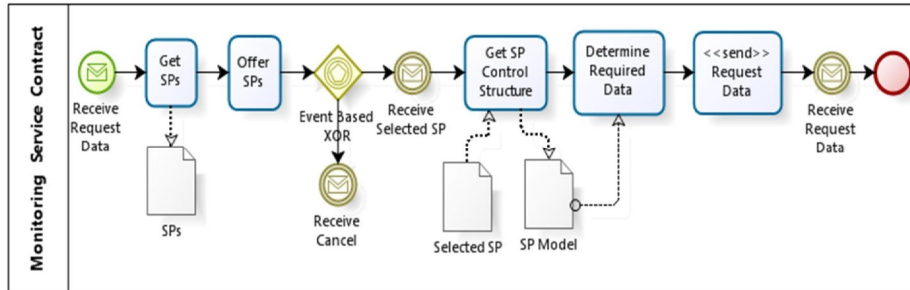 Monitoring Service Contract
Receive
Request
Data
Get
SPs
Offer
SPs
Event Based
XOR
Receive
Selected SP
Receive
Cancel
Get SP
Control
Structure
Determine
Required
Data
<<send>>
Request
Data
Receive
Request
Data
SPs
Selected SP
SP Model